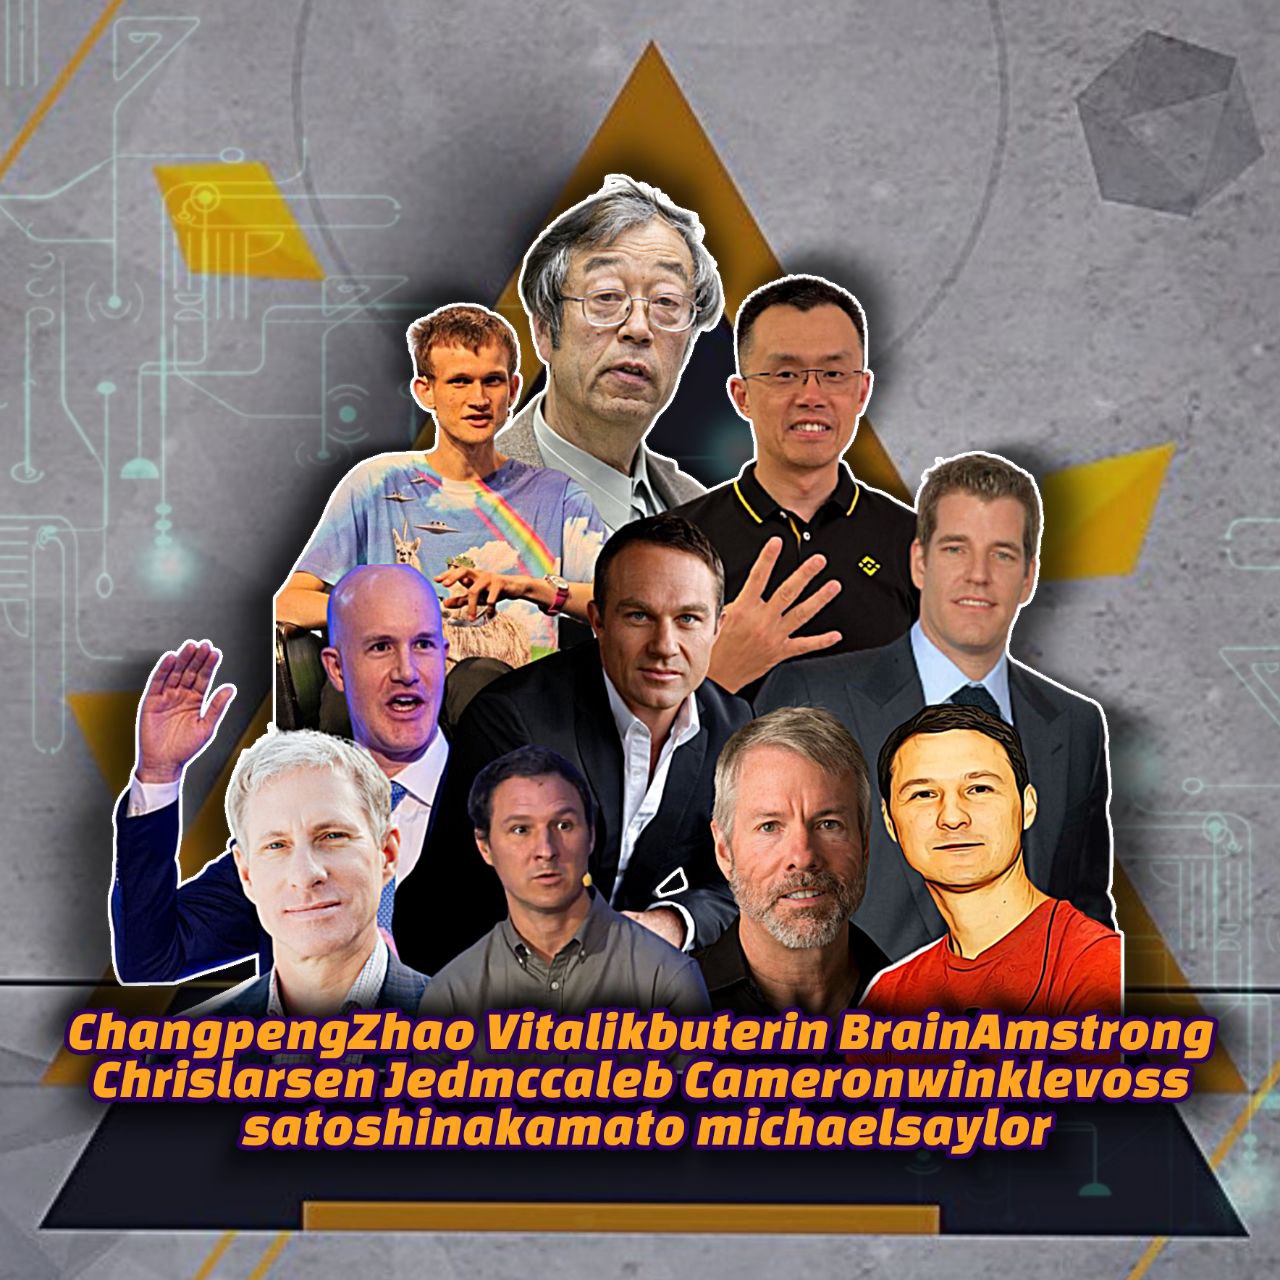 ChangpengZhao Vitalikbuterin BrainAmstrong
Chrislarsen Jedmccaleb Cameronwinklevoss
satoshinakamato michaelsaylor